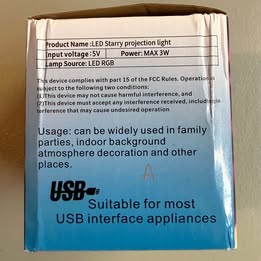 Product Name : LED Starry projection light
Input voltage : 5V Power: MAX 3W
Lamp Source: LED RGB
This device complies with part 15 of the FCC Rules. Operation is
subject to the following two conditions:
(1)This device may not cause harmful interference, and
(2)This device must accept any interference received, including
terference that may cause undesired operation
Usage: can be widely used in family
parties, indoor background
atmosphere decoration and other
places.
A
USB
Suitable for most
USB interface appliances